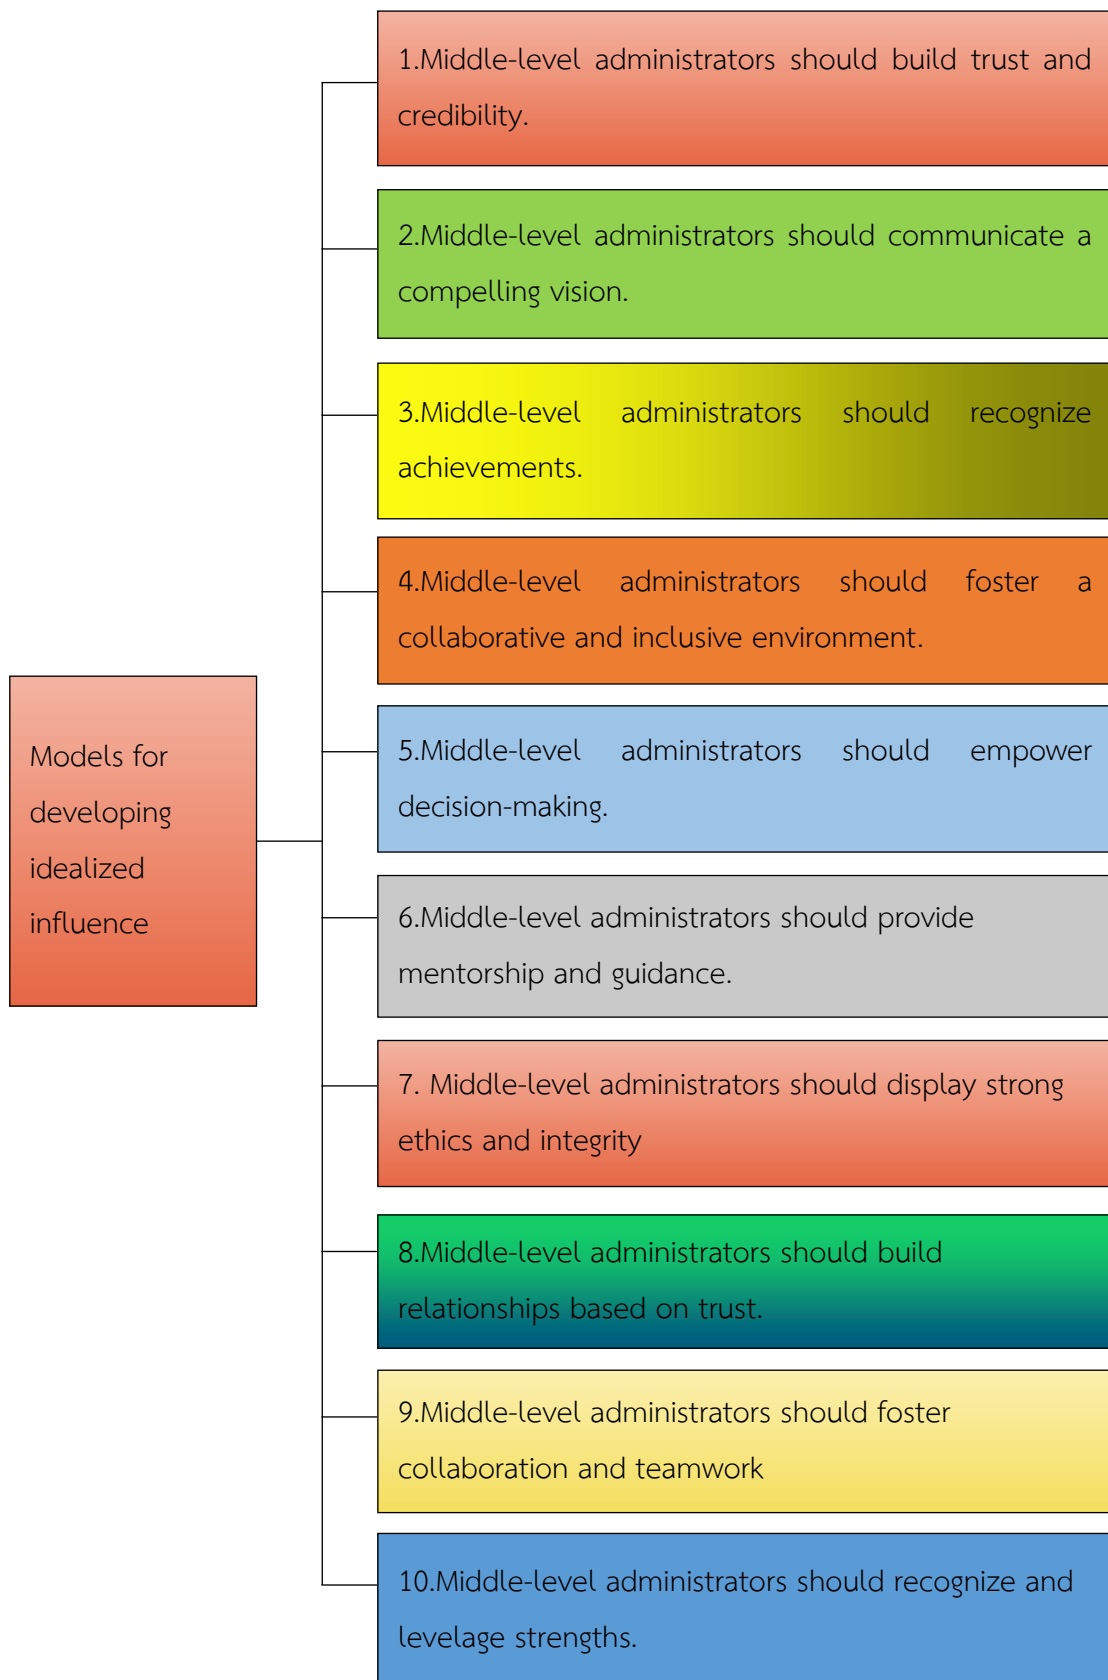 1.Middle-level administrators should build trust and
credibility.
2.Middle-level administrators should communicate a
compelling vision.
3.Middle-level administrators should recognize
achievements.
4.Middle-level administrators should foster a
collaborative and inclusive environment.
Models for
developing
idealized
influence
5.Middle-level administrators should empower
decision-making.
6.Middle-level administrators should provide
mentorship and guidance.
7. Middle-level administrators should display strong
ethics and integrity
8.Middle-level administrators should build
relationships based on trust.
9.Middle-level administrators should foster
collaboration and teamwork
10.Middle-level administrators should recognize and
levelage strengths.